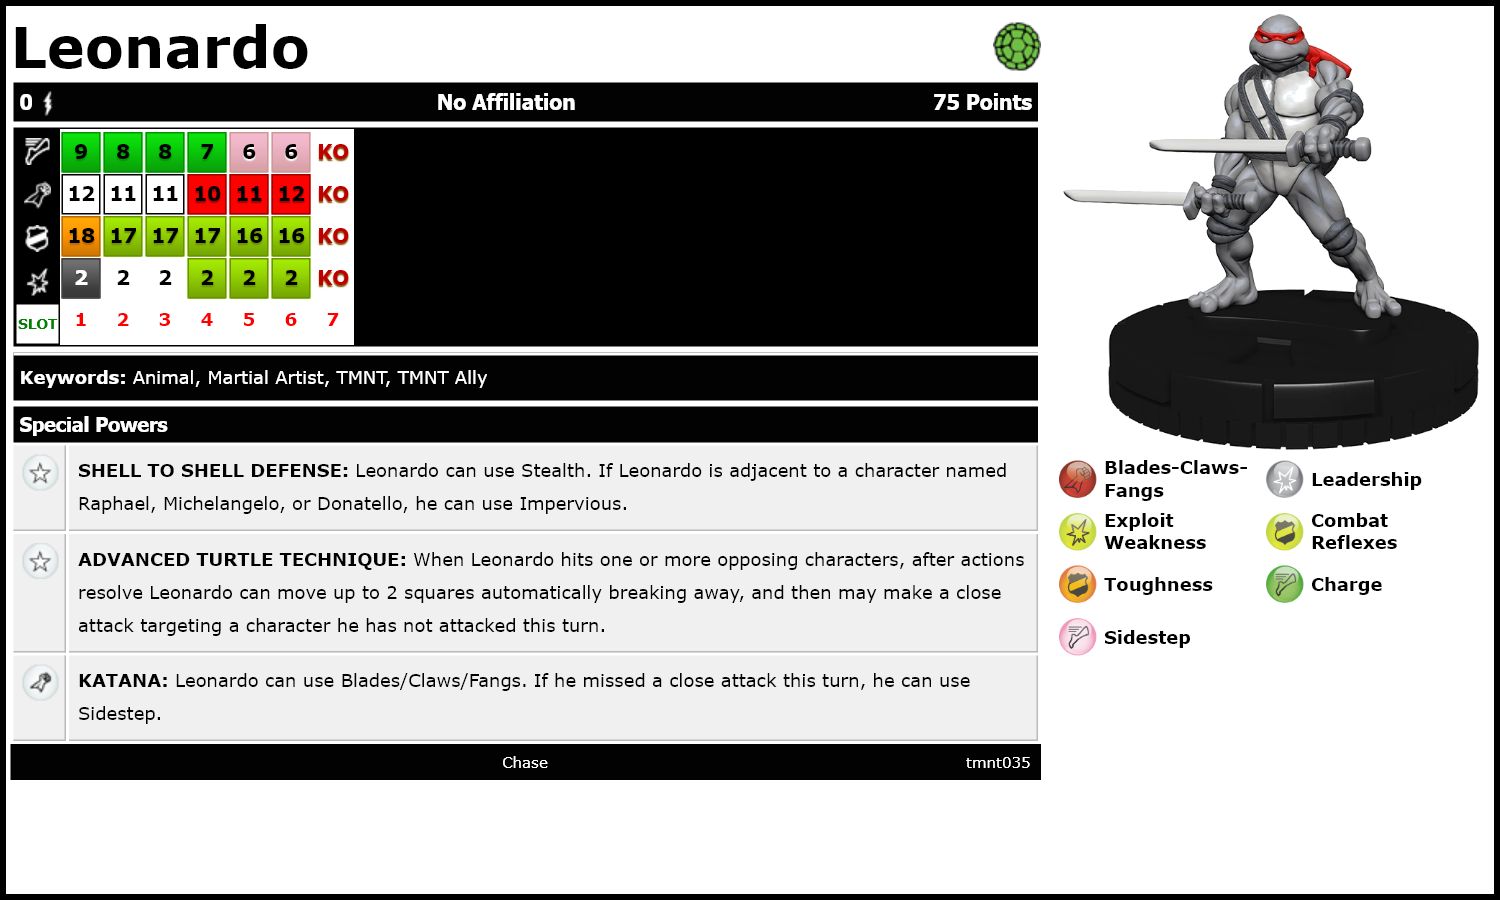 Leonardo
0 No Affiliation 75 Points
9 8 8 7 6 6 KO
12 11 11 10 11 12 KO
18 17 17 17 16 16 KO
2 2 2 2 2 2 KO
SLOT 1 2 3 4 5 6 7
Keywords: Animal, Martial Artist, TMNT, TMNT Ally
Special Powers
SHELL TO SHELL DEFENSE: Leonardo can use Stealth. If Leonardo is adjacent to a character named
Raphael, Michelangelo, or Donatello, he can use Impervious.
ADVANCED TURTLE TECHNIQUE: When Leonardo hits one or more opposing characters, after actions
resolve Leonardo can move up to 2 squares automatically breaking away, and then may make a close
attack targeting a character he has not attacked this turn.
KATANA: Leonardo can use Blades/Claws/Fangs. If he missed a close attack this turn, he can use
Sidestep.
Chase tmnt035
Blades-Claws-
Fangs
Leadership
Exploit
Weakness
Combat
Reflexes
Toughness
Charge
Sidestep